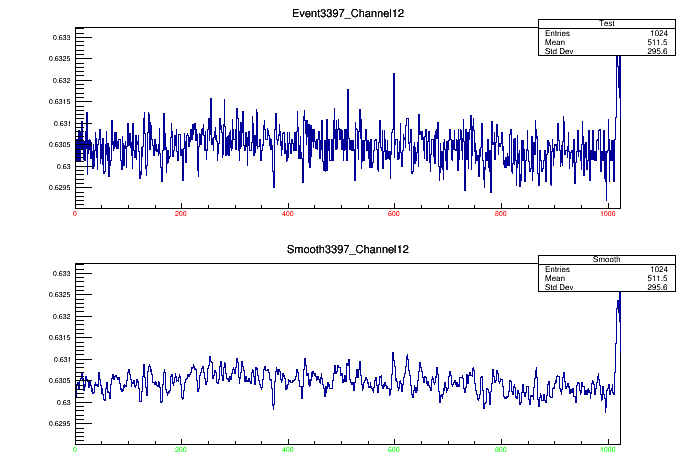 Event3397_Channel12
Test
Entries 1024
Mean 511.5
Std Dev 295.6
0.633
0.6325
0.632
0.6315
0.631
0.6305
0.63
0.6295
0 200 400 600 800 1000
Smooth3397_Channel12
Smooth
Entries 1024
Mean 511.5
Std Dev 295.6
0.633
0.6325
0.632
0.6315
0.631
0.6305
0.63
0.6295
0 200 400 600 800 1000